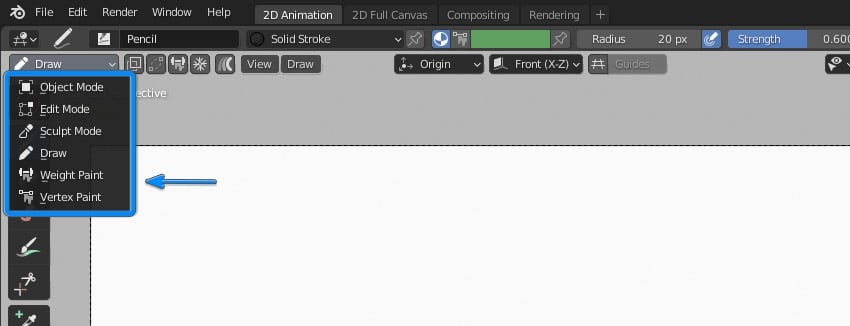 File Edit Render Window Help 2D Animation 2D Full Canvas Compositing Rendering +
Pencil Solid Stroke Radius 20 px Strength 0.600
Draw View Draw Origin Front (X-Z) Guides
Object Mode ective
Edit Mode
Sculpt Mode
Draw
Weight Paint
Vertex Paint